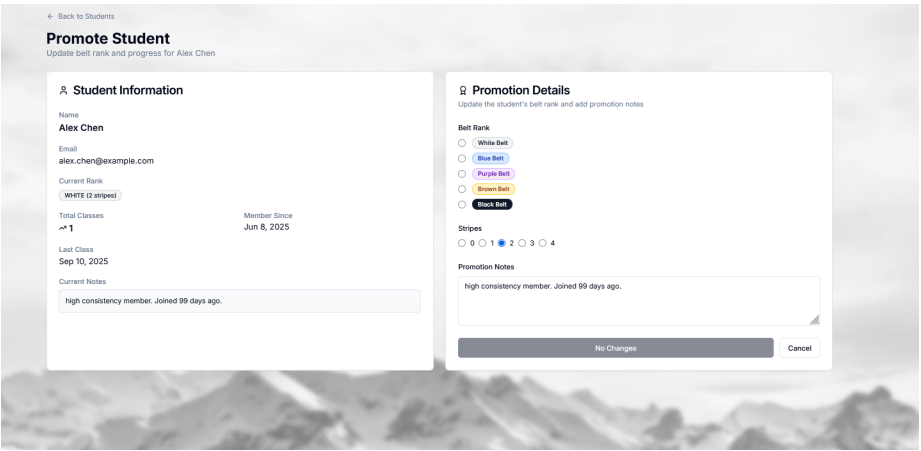 ← Back to Students
Promote Student
Update belt rank and progress for Alex Chen
Student Information
Name
Alex Chen
Email
alex.chen@example.com
Current Rank
WHITE (2 stripes)
Total Classes
1
Member Since
Jun 8, 2025
Last Class
Sep 10, 2025
Current Notes
high consistency member. Joined 99 days ago.
Promotion Details
Update the student's belt rank and add promotion notes
Belt Rank
White Belt
Blue Belt
Purple Belt
Brown Belt
Black Belt
Stripes
0 1 2 3 4
Promotion Notes
high consistency member. Joined 99 days ago.
No Changes
Cancel